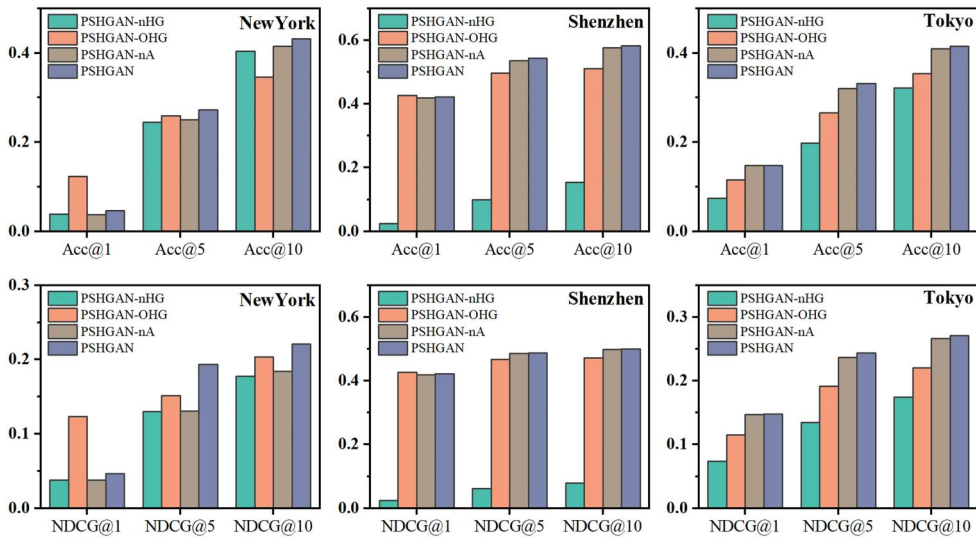 NewYork
PSHGAN-nHG
PSHGAN-OHG
PSHGAN-nA
PSHGAN
0.4
0.2
0.0
Acc@1 Acc@5 Acc@10
Shenzhen
PSHGAN-nHG
PSHGAN-OHG
PSHGAN-nA
PSHGAN
0.6
0.4
0.2
0.0
Acc@1 Acc@5 Acc@10
Tokyo
PSHGAN-nHG
PSHGAN-OHG
PSHGAN-nA
PSHGAN
0.4
0.2
0.0
Acc@1 Acc@5 Acc@10
NewYork
PSHGAN-nHG
PSHGAN-OHG
PSHGAN-nA
PSHGAN
0.3
0.2
0.1
0.0
NDCG@1 NDCG@5 NDCG@10
Shenzhen
PSHGAN-nHG
PSHGAN-OHG
PSHGAN-nA
PSHGAN
0.6
0.4
0.2
0.0
NDCG@1 NDCG@5 NDCG@10
Tokyo
PSHGAN-nHG
PSHGAN-OHG
PSHGAN-nA
PSHGAN
0.3
0.2
0.1
0.0
NDCG@1 NDCG@5 NDCG@10